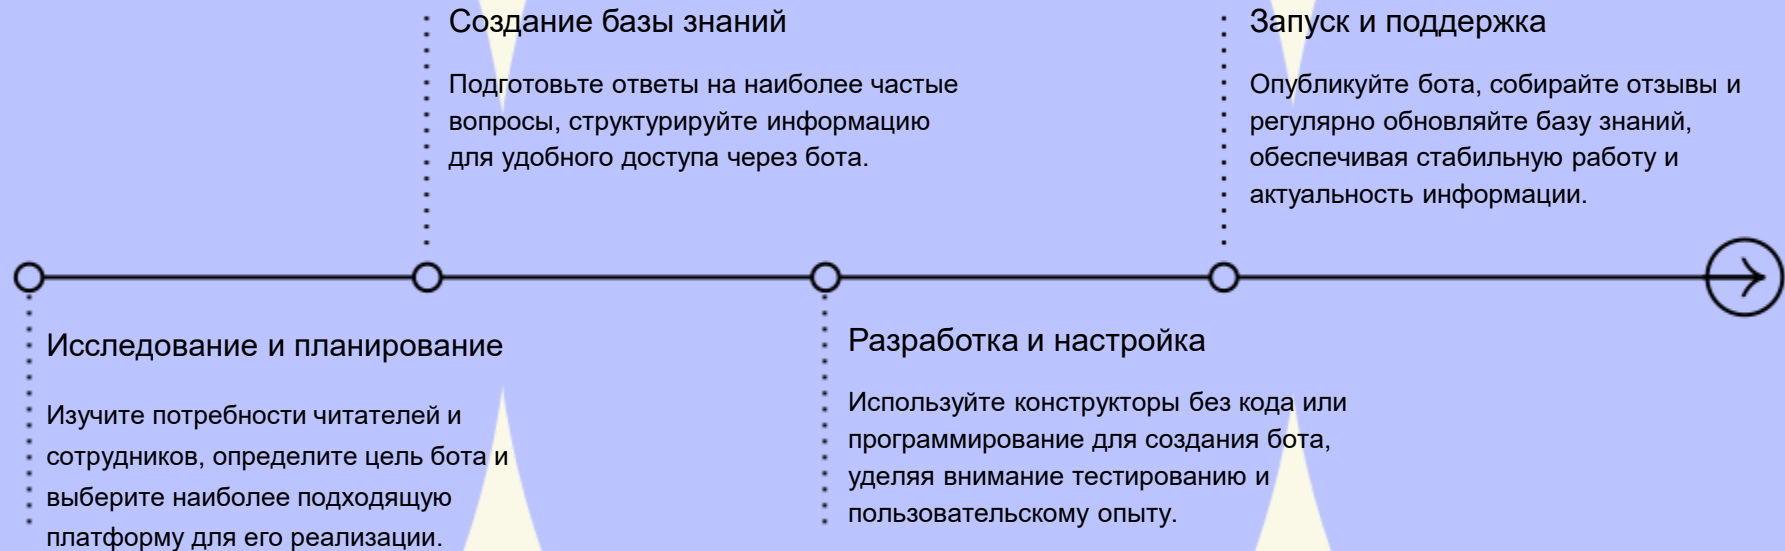 Создание базы знаний
Подготовьте ответы на наиболее частые
вопросы, структурируйте информацию
для удобного доступа через бота.
Запуск и поддержка
Опубликуйте бота, собирайте отзывы и
регулярно обновляйте базу знаний,
обеспечивая стабильную работу и
актуальность информации.
Исследование и планирование
Изучите потребности читателей и
сотрудников, определите цель бота и
выберите наиболее подходящую
платформу для его реализации.
Разработка и настройка
Используйте конструкторы без кода или
программирование для создания бота,
уделяя внимание тестированию и
пользовательскому опыту.